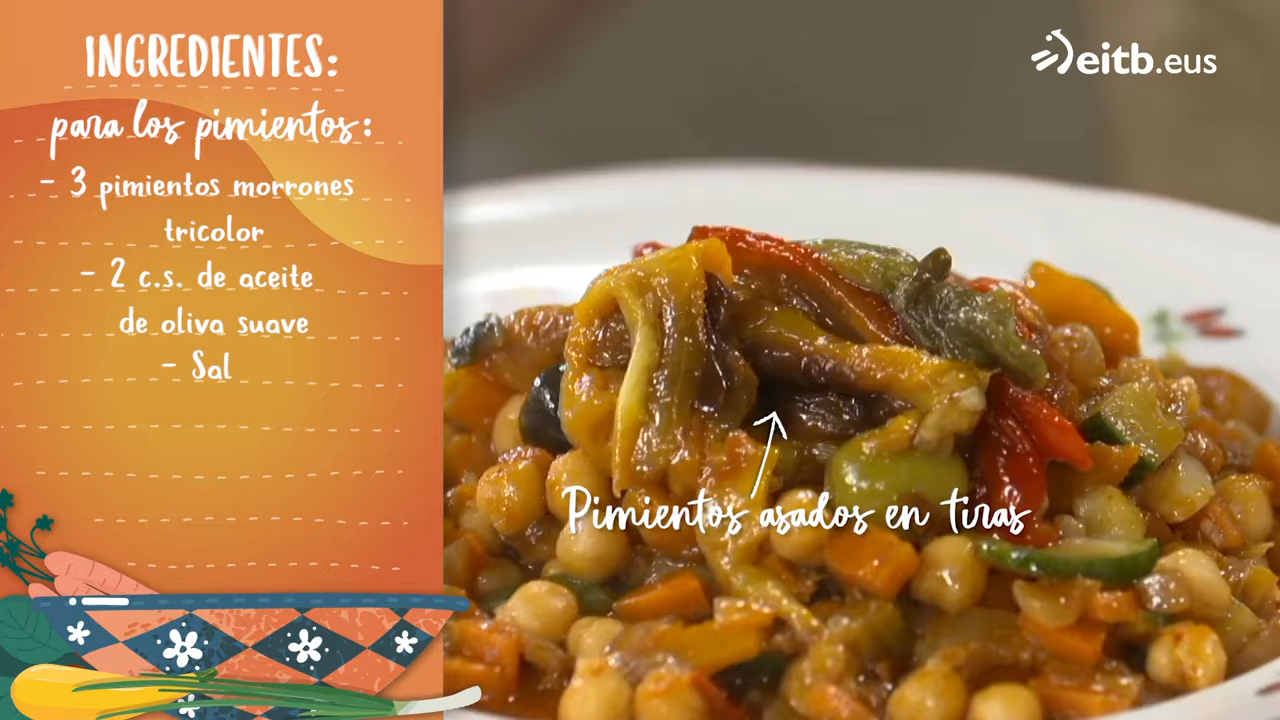 INGREDIENTES:
para los pimientos:
- 3 pimientos morrones
tricolor
- 2 c.s. de aceite
de oliva suave
- Sal
eitb.eus
Pimientos asados en tiras